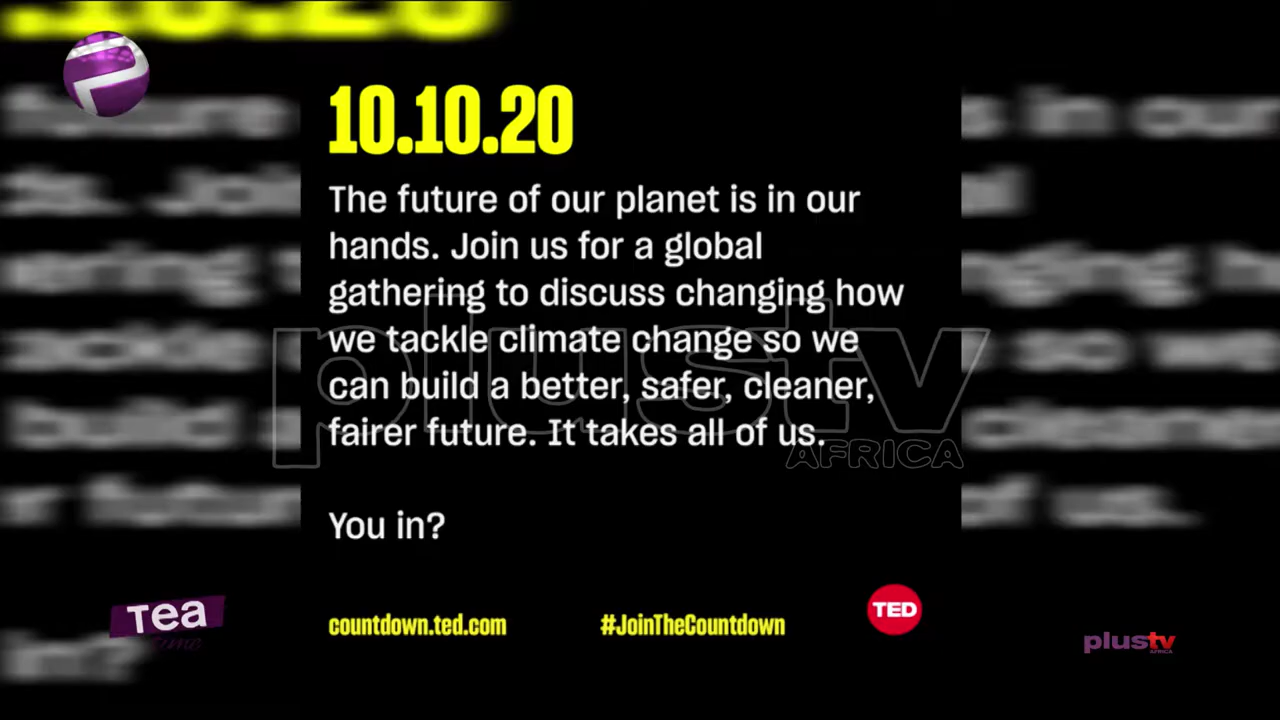 10.10.20
The future of our planet is in our
hands. Join us for a global
gathering to discuss changing how
we tackle climate change so we
can build a better, safer, cleaner,
fairer future. It takes all of us.
You in?
countdown.ted.com
#JoinTheCountdown
TED
plustv
AFRICA
Tea
plustv
AFRICA